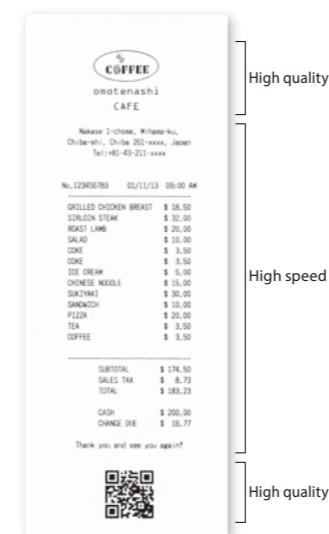 COFFEE
omotenashi
CAFE
High quality
Nakase 1-chome, Mihama-ku,
Chiba-shi, Chiba 261-xxxx, Japan
Tel:+81-43-211-xxxx
No.123456789 01/11/13 09:00 AM
GRILLED CHICKEN BREAST $ 18.50
SIRLOIN STEAK $ 32.00
ROAST LAMB $ 20.00
SALAD $ 10.00
COKE $ 3.50
COKE $ 3.50
ICE CREAM $ 5.00
CHINESE NOODLE $ 15.00
SUKIYAKI $ 30.00
SANDWICH $ 10.00
PIZZA $ 20.00
TEA $ 3.50
COFFEE $ 3.50
High speed
SUBTOTAL $ 174.50
SALES TAX $ 8.73
TOTAL $ 183.23
CASH $ 200.00
CHANGE DUE $ 16.77
Thank you and see you again!
High quality